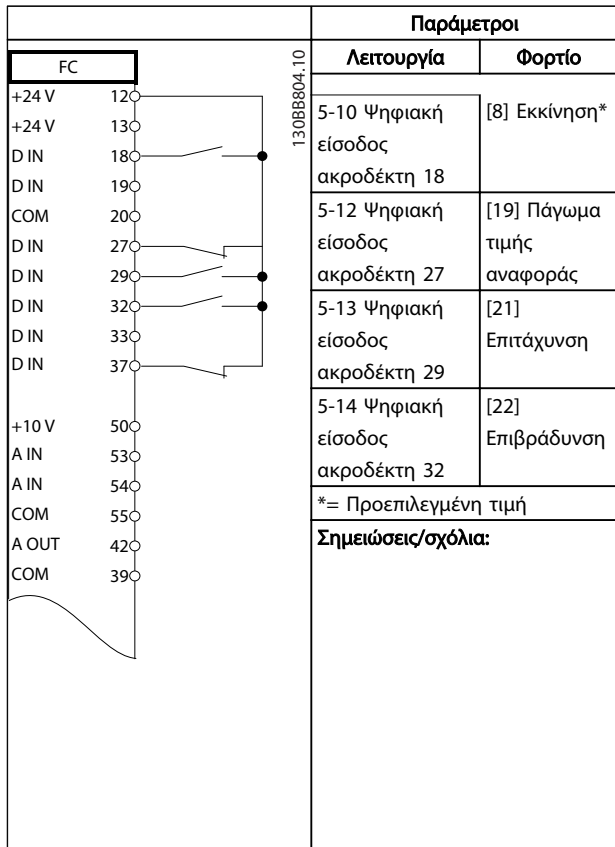 FC
+24 V 12
+24 V 13
D IN 18
D IN 19
COM 20
D IN 27
D IN 29
D IN 32
D IN 33
D IN 37
+10 V 50
A IN 53
A IN 54
COM 55
A OUT 42
COM 39
130BB804.10
Παράμετροι
Λειτουργία Φορτίο
5-10 Ψηφιακή [8] Εκκίνηση*
είσοδος
ακροδέκτη 18
5-12 Ψηφιακή [19] Πάγωμα
είσοδος τιμής
ακροδέκτη 27 αναφοράς
5-13 Ψηφιακή [21]
είσοδος Επιτάχυνση
ακροδέκτη 29
5-14 Ψηφιακή [22]
είσοδος Επιβράδυνση
ακροδέκτη 32
*= Προεπιλεγμένη τιμή
Σημειώσεις/σχόλια: